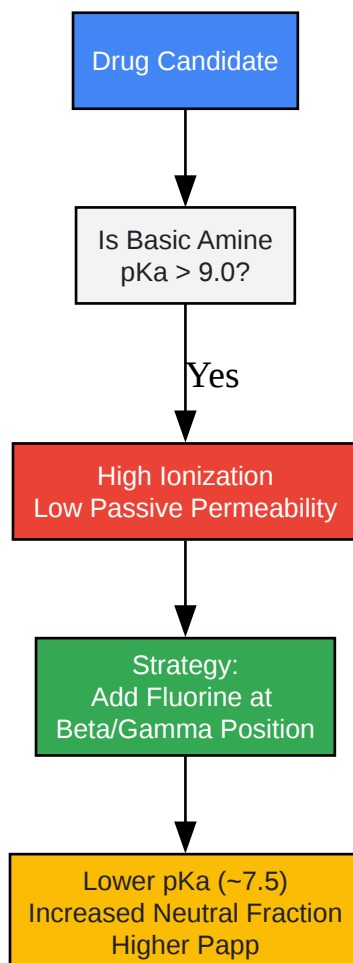 Drug Candidate
Is Basic Amine
pKa > 9.0?
Yes
High Ionization
Low Passive Permeability
Strategy:
Add Fluorine at
Beta/Gamma Position
Lower pKa (~7.5)
Increased Neutral Fraction
Higher Papp